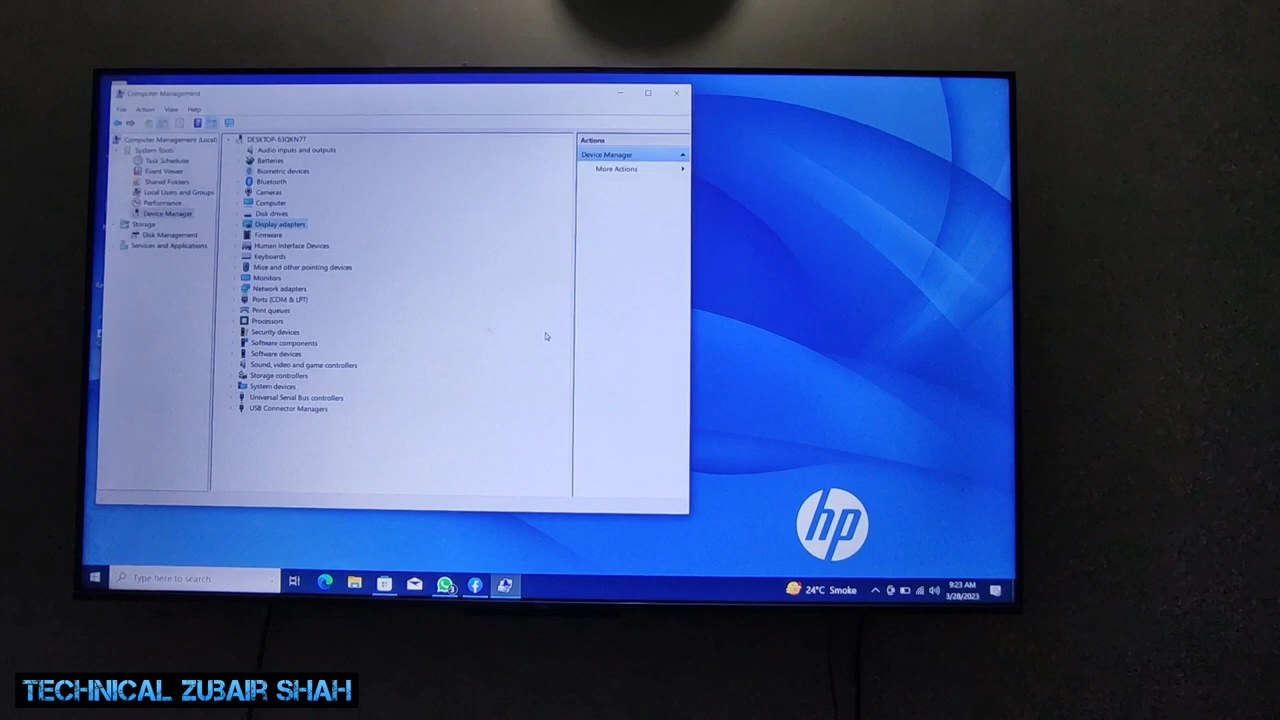 Computer Management
File Action View Help
Computer Management (Local)
System Tools
Task Scheduler
Event Viewer
Shared Folders
Local Users and Groups
Performance
Device Manager
Storage
Disk Management
Services and Applications
DESKTOP-63QKN77
Audio inputs and outputs
Batteries
Biometric devices
Bluetooth
Cameras
Computer
Disk drives
Display adapters
Firmware
Human Interface Devices
Keyboards
Mice and other pointing devices
Monitors
Network adapters
Ports (COM & LPT)
Print queues
Processors
Security devices
Software components
Software devices
Sound, video and game controllers
Storage controllers
System devices
Universal Serial Bus controllers
USB Connector Managers
Actions
Device Manager
More Actions
hp
Type here to search
24°C Smoke
9:23 AM
3/28/2023
TECHNICAL ZUBAIR SHAH